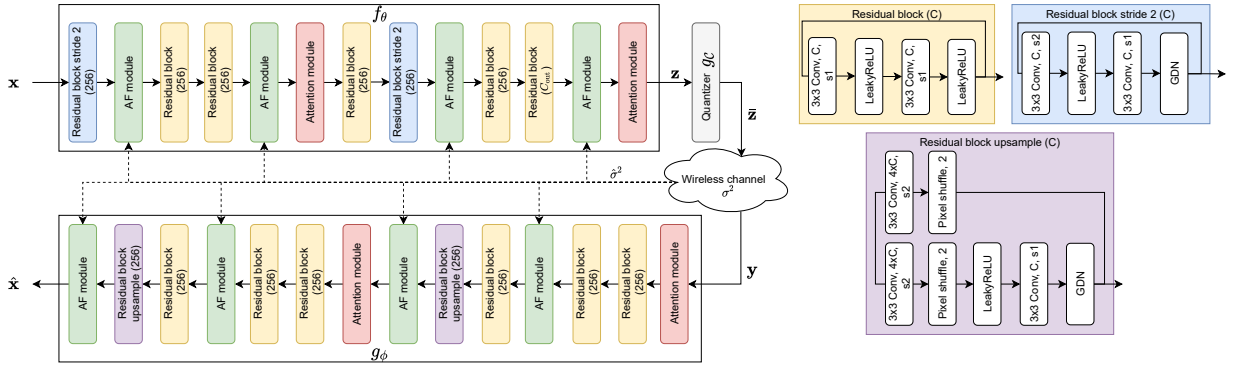 f_θ
x
Residual block stride 2
(256)
AF module
Residual block
(256)
Residual block
(256)
AF module
Attention module
Residual block
(256)
Residual block stride 2
(256)
AF module
Residual block
(256)
Residual block
(C_out)
AF module
Attention module
z
Quantizer g_C
z̄
Wireless channel
σ²
σ̂²
x̂
AF module
Residual block
upsample (256)
Residual block
(256)
AF module
Residual block
(256)
Residual block
(256)
Attention module
AF module
Residual block
upsample (256)
Residual block
(256)
AF module
Residual block
(256)
Residual block
(256)
Attention module
y
g_ϕ
Residual block (C)
3x3 Conv, C,
s1
LeakyReLU
3x3 Conv, C,
s1
LeakyReLU
Residual block stride 2 (C)
3x3 Conv, C, s2
LeakyReLU
3x3 Conv, C, s1
GDN
Residual block upsample (C)
3x3 Conv, 4xC,
s2
Pixel shuffle, 2
3x3 Conv, 4xC,
s2
Pixel shuffle, 2
LeakyReLU
3x3 Conv, C, s1
GDN